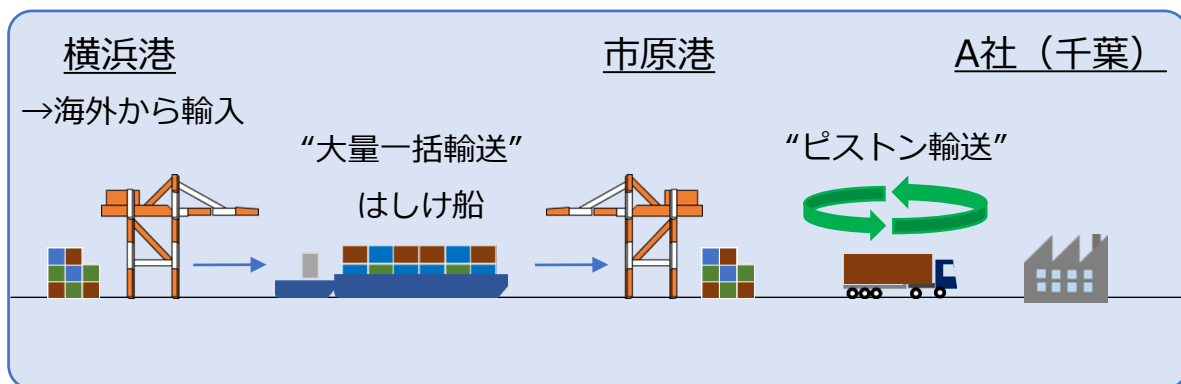 横浜港
→海外から輸入
“大量一括輸送”
はしけ船
市原港
“ピストン輸送”
A社（千葉）